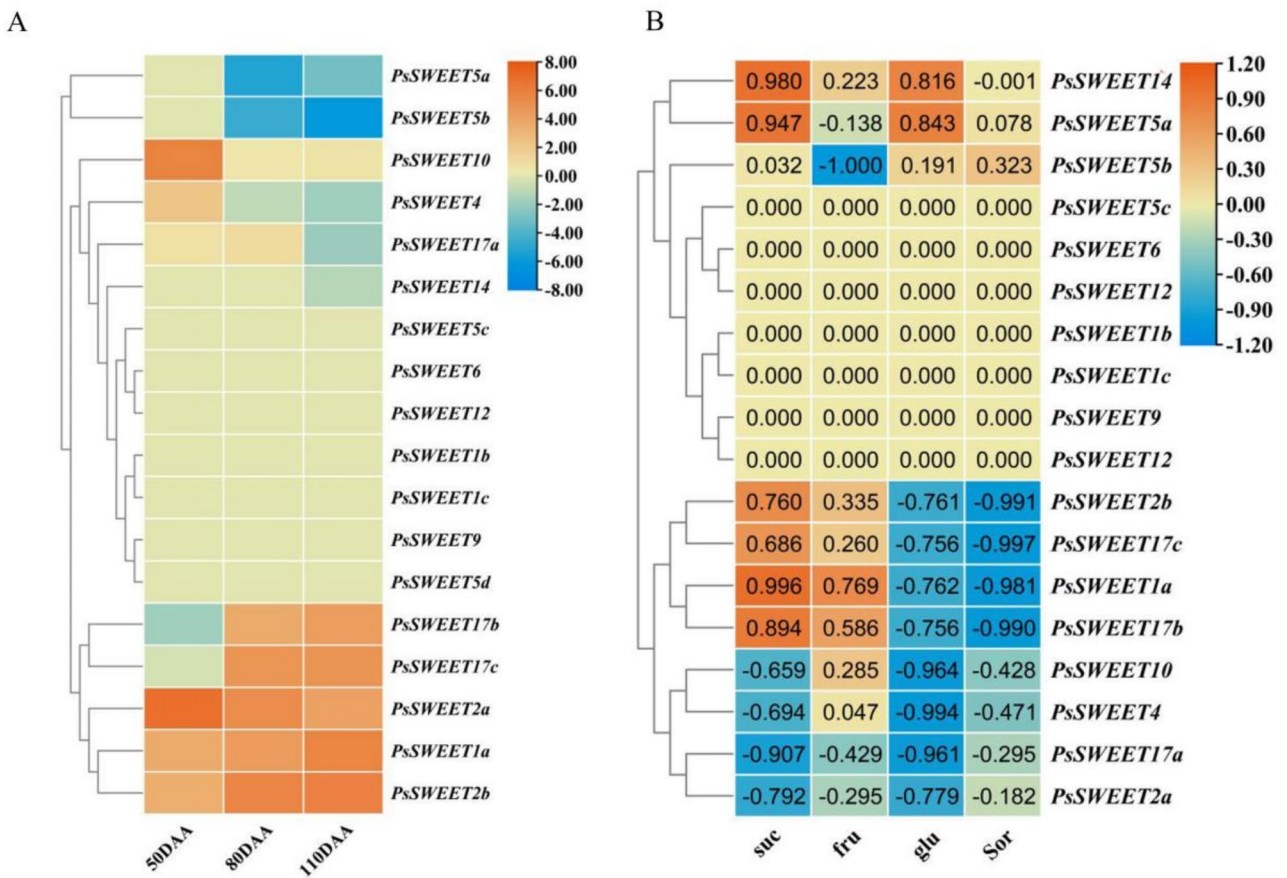 A
8.00
6.00
4.00
2.00
0.00
-2.00
-4.00
-6.00
-8.00
PsSWEET5a
PsSWEET5b
PsSWEET10
PsSWEET4
PsSWEET17a
PsSWEET14
PsSWEET5c
PsSWEET6
PsSWEET12
PsSWEET1b
PsSWEET1c
PsSWEET9
PsSWEET5d
PsSWEET17b
PsSWEET17c
PsSWEET2a
PsSWEET1a
PsSWEET2b
50DAA 80DAA 110DAA
B
1.20
0.90
0.60
0.30
0.00
-0.30
-0.60
-0.90
-1.20
0.980 0.223 0.816 -0.001 PsSWEET14
0.947 -0.138 0.843 0.078 PsSWEET5a
0.032 -1.000 0.191 0.323 PsSWEET5b
0.000 0.000 0.000 0.000 PsSWEET5c
0.000 0.000 0.000 0.000 PsSWEET6
0.000 0.000 0.000 0.000 PsSWEET12
0.000 0.000 0.000 0.000 PsSWEET1b
0.000 0.000 0.000 0.000 PsSWEET1c
0.000 0.000 0.000 0.000 PsSWEET9
0.000 0.000 0.000 0.000 PsSWEET12
0.760 0.335 -0.761 -0.991 PsSWEET2b
0.686 0.260 -0.756 -0.997 PsSWEET17c
0.996 0.769 -0.762 -0.981 PsSWEET1a
0.894 0.586 -0.756 -0.990 PsSWEET17b
-0.659 0.285 -0.964 -0.428 PsSWEET10
-0.694 0.047 -0.994 -0.471 PsSWEET4
-0.907 -0.429 -0.961 -0.295 PsSWEET17a
-0.792 -0.295 -0.779 -0.182 PsSWEET2a
suc fru glu Sor